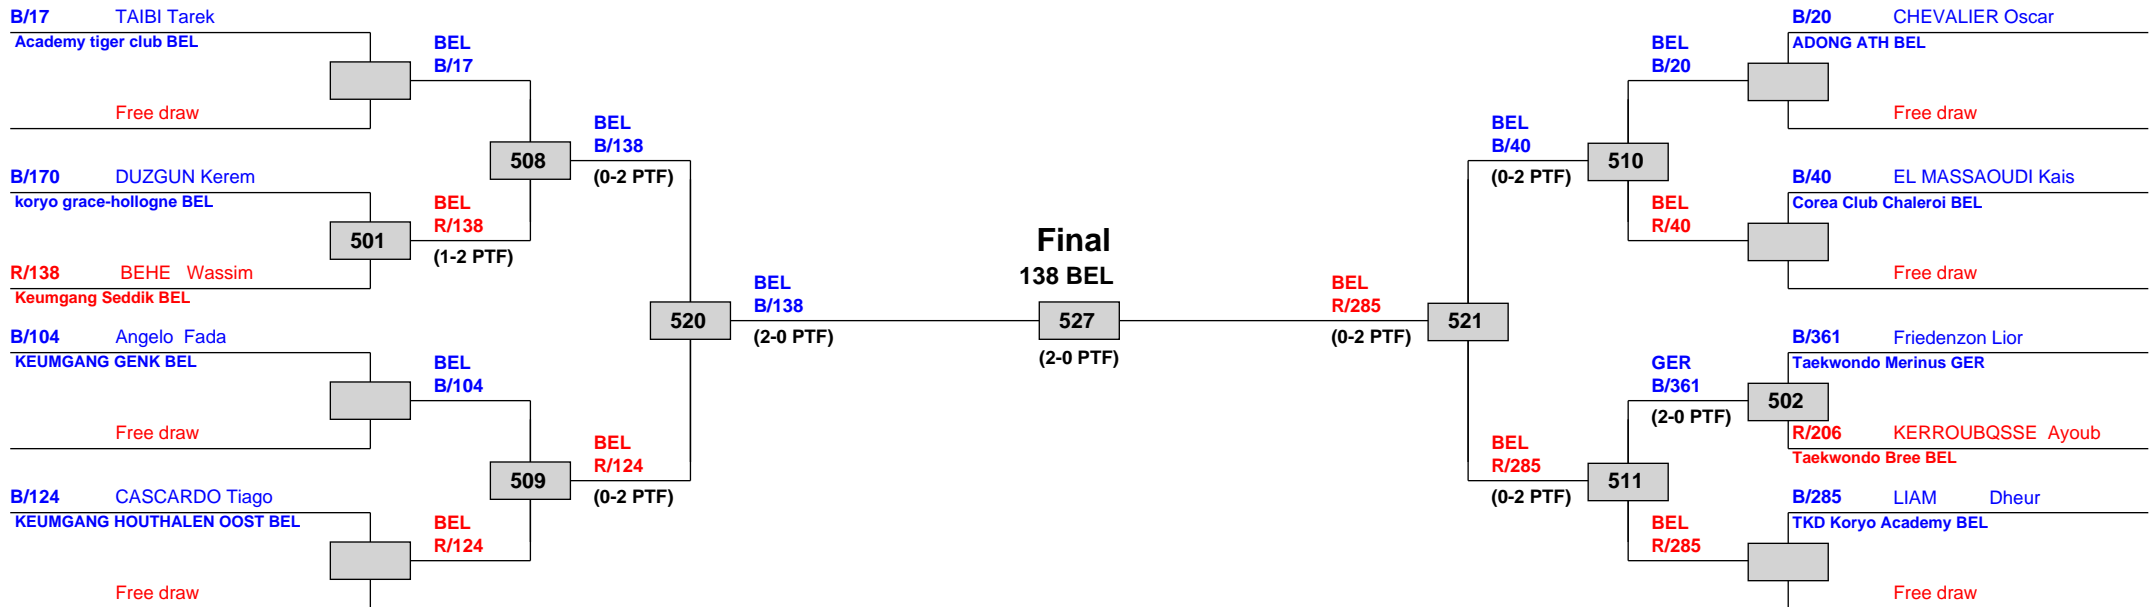 B/17 TAIBI Tarek
Academy tiger club BEL
Free draw
BEL
B/17
B/170 DUZGUN Kerem
koryo grace-hollogne BEL
501
R/138 BEHE Wassim
Keumgang Seddik BEL
BEL
R/138
(1-2 PTF)
508
BEL
B/138
(0-2 PTF)
B/104 Angelo Fada
KEUMGANG GENK BEL
Free draw
BEL
B/104
B/124 CASCARDO Tiago
KEUMGANG HOUTHALEN OOST BEL
Free draw
BEL
R/124
509
BEL
R/124
(0-2 PTF)
520
BEL
B/138
(2-0 PTF)
Final
138 BEL
527
(2-0 PTF)
BEL
R/285
(0-2 PTF)
521
BEL
B/40
(0-2 PTF)
510
BEL
B/20
B/20 CHEVALIER Oscar
ADONG ATH BEL
Free draw
BEL
R/40
B/40 EL MASSAOUDI Kais
Corea Club Chaleroi BEL
Free draw
BEL
R/285
(0-2 PTF)
511
GER
B/361
(2-0 PTF)
502
B/361 Friedenzon Lior
Taekwondo Merinus GER
R/206 KERROUBQSSE Ayoub
Taekwondo Bree BEL
BEL
R/285
B/285 LIAM Dheur
TKD Koryo Academy BEL
Free draw